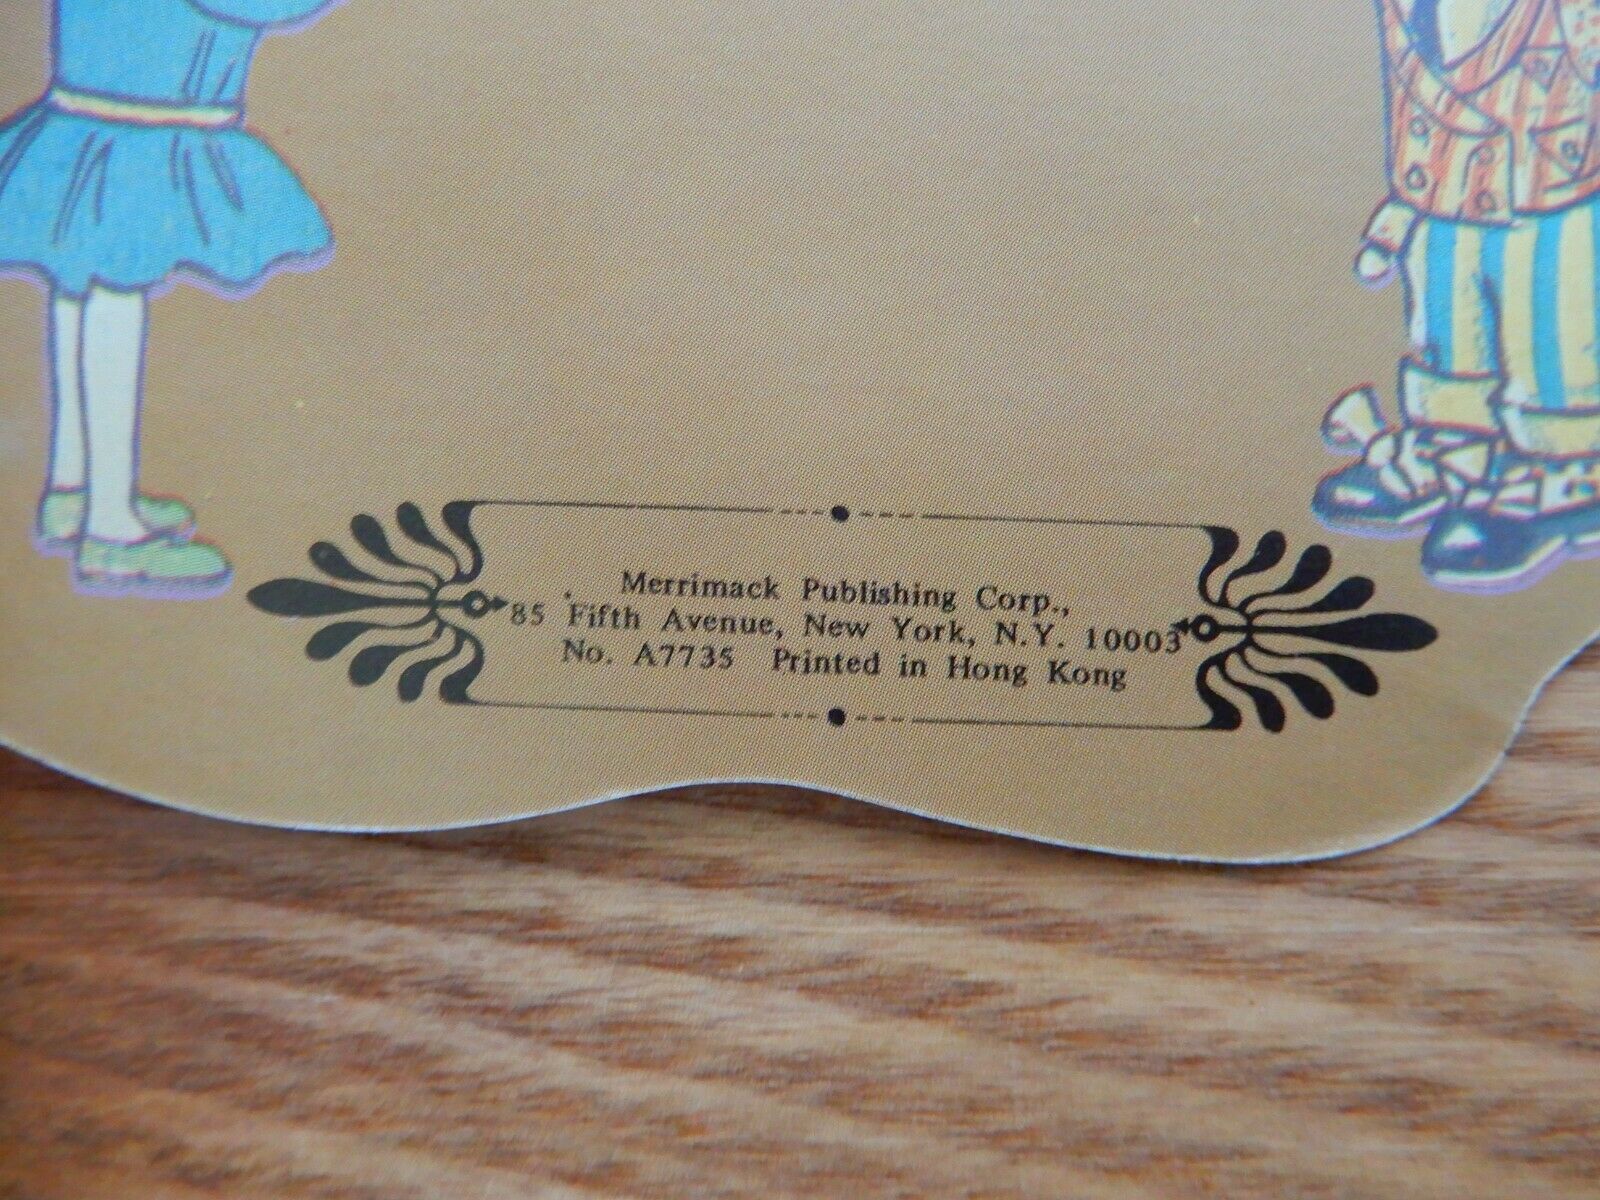 Merrimack Publishing Corp.,
85 Fifth Avenue, New York, N.Y. 10003
No. A7735 Printed in Hong Kong